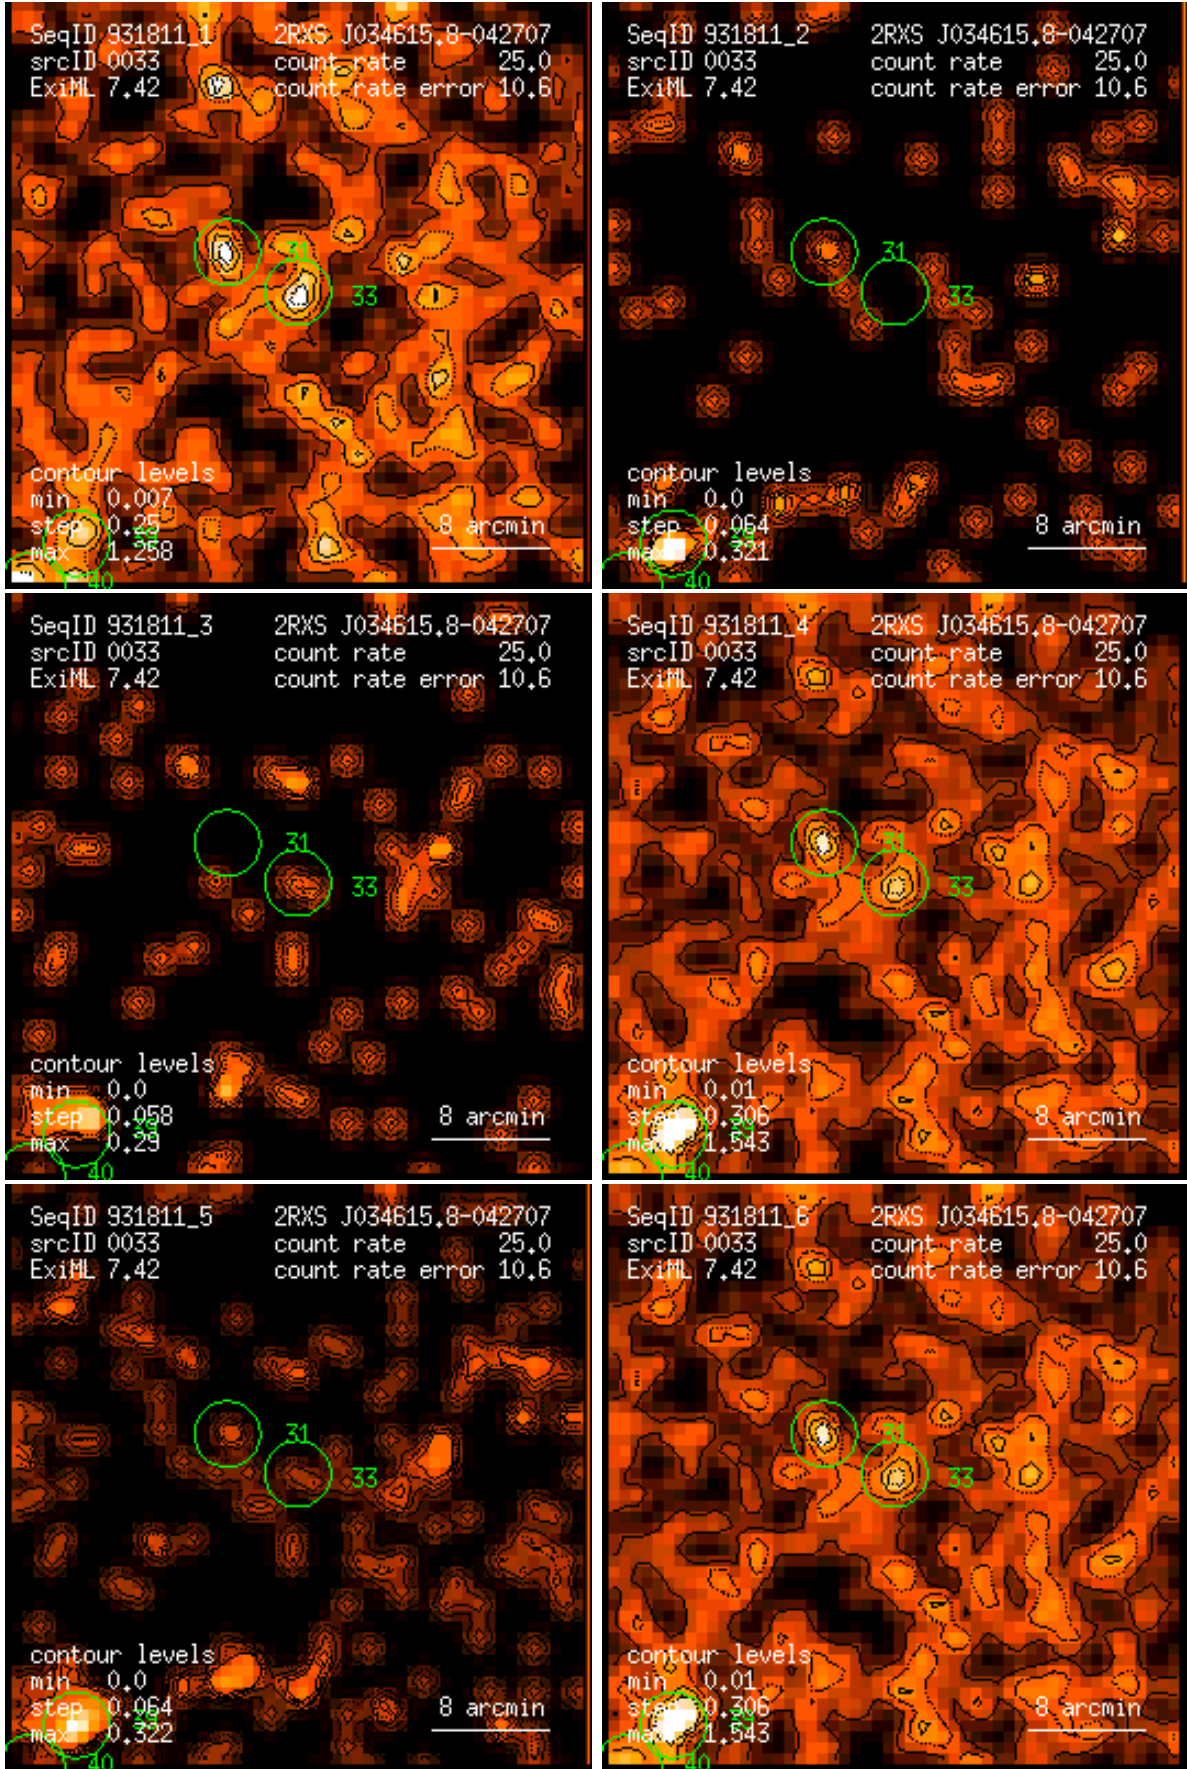 SeqID 931811_1 2RXS J034615.8-042707
srcID 0033 count rate 25.0
ExiML 7.42 count rate error 10.6
31
33
contour levels
min 0.007
step 0.25
max 1.258
8 arcmin
40
SeqID 931811_2 2RXS J034615.8-042707
srcID 0033 count rate 25.0
ExiML 7.42 count rate error 10.6
31
33
contour levels
min 0.0
step 0.064
max 0.321
8 arcmin
40
SeqID 931811_3 2RXS J034615.8-042707
srcID 0033 count rate 25.0
ExiML 7.42 count rate error 10.6
31
33
contour levels
min 0.0
step 0.058
max 0.29
8 arcmin
40
SeqID 931811_4 2RXS J034615.8-042707
srcID 0033 count rate 25.0
ExiML 7.42 count rate error 10.6
31
33
contour levels
min 0.01
step 0.306
max 1.543
8 arcmin
40
SeqID 931811_5 2RXS J034615.8-042707
srcID 0033 count rate 25.0
ExiML 7.42 count rate error 10.6
31
33
contour levels
min 0.0
step 0.064
max 0.322
8 arcmin
40
SeqID 931811_6 2RXS J034615.8-042707
srcID 0033 count rate 25.0
ExiML 7.42 count rate error 10.6
31
33
contour levels
min 0.01
step 0.306
max 1.543
8 arcmin
40